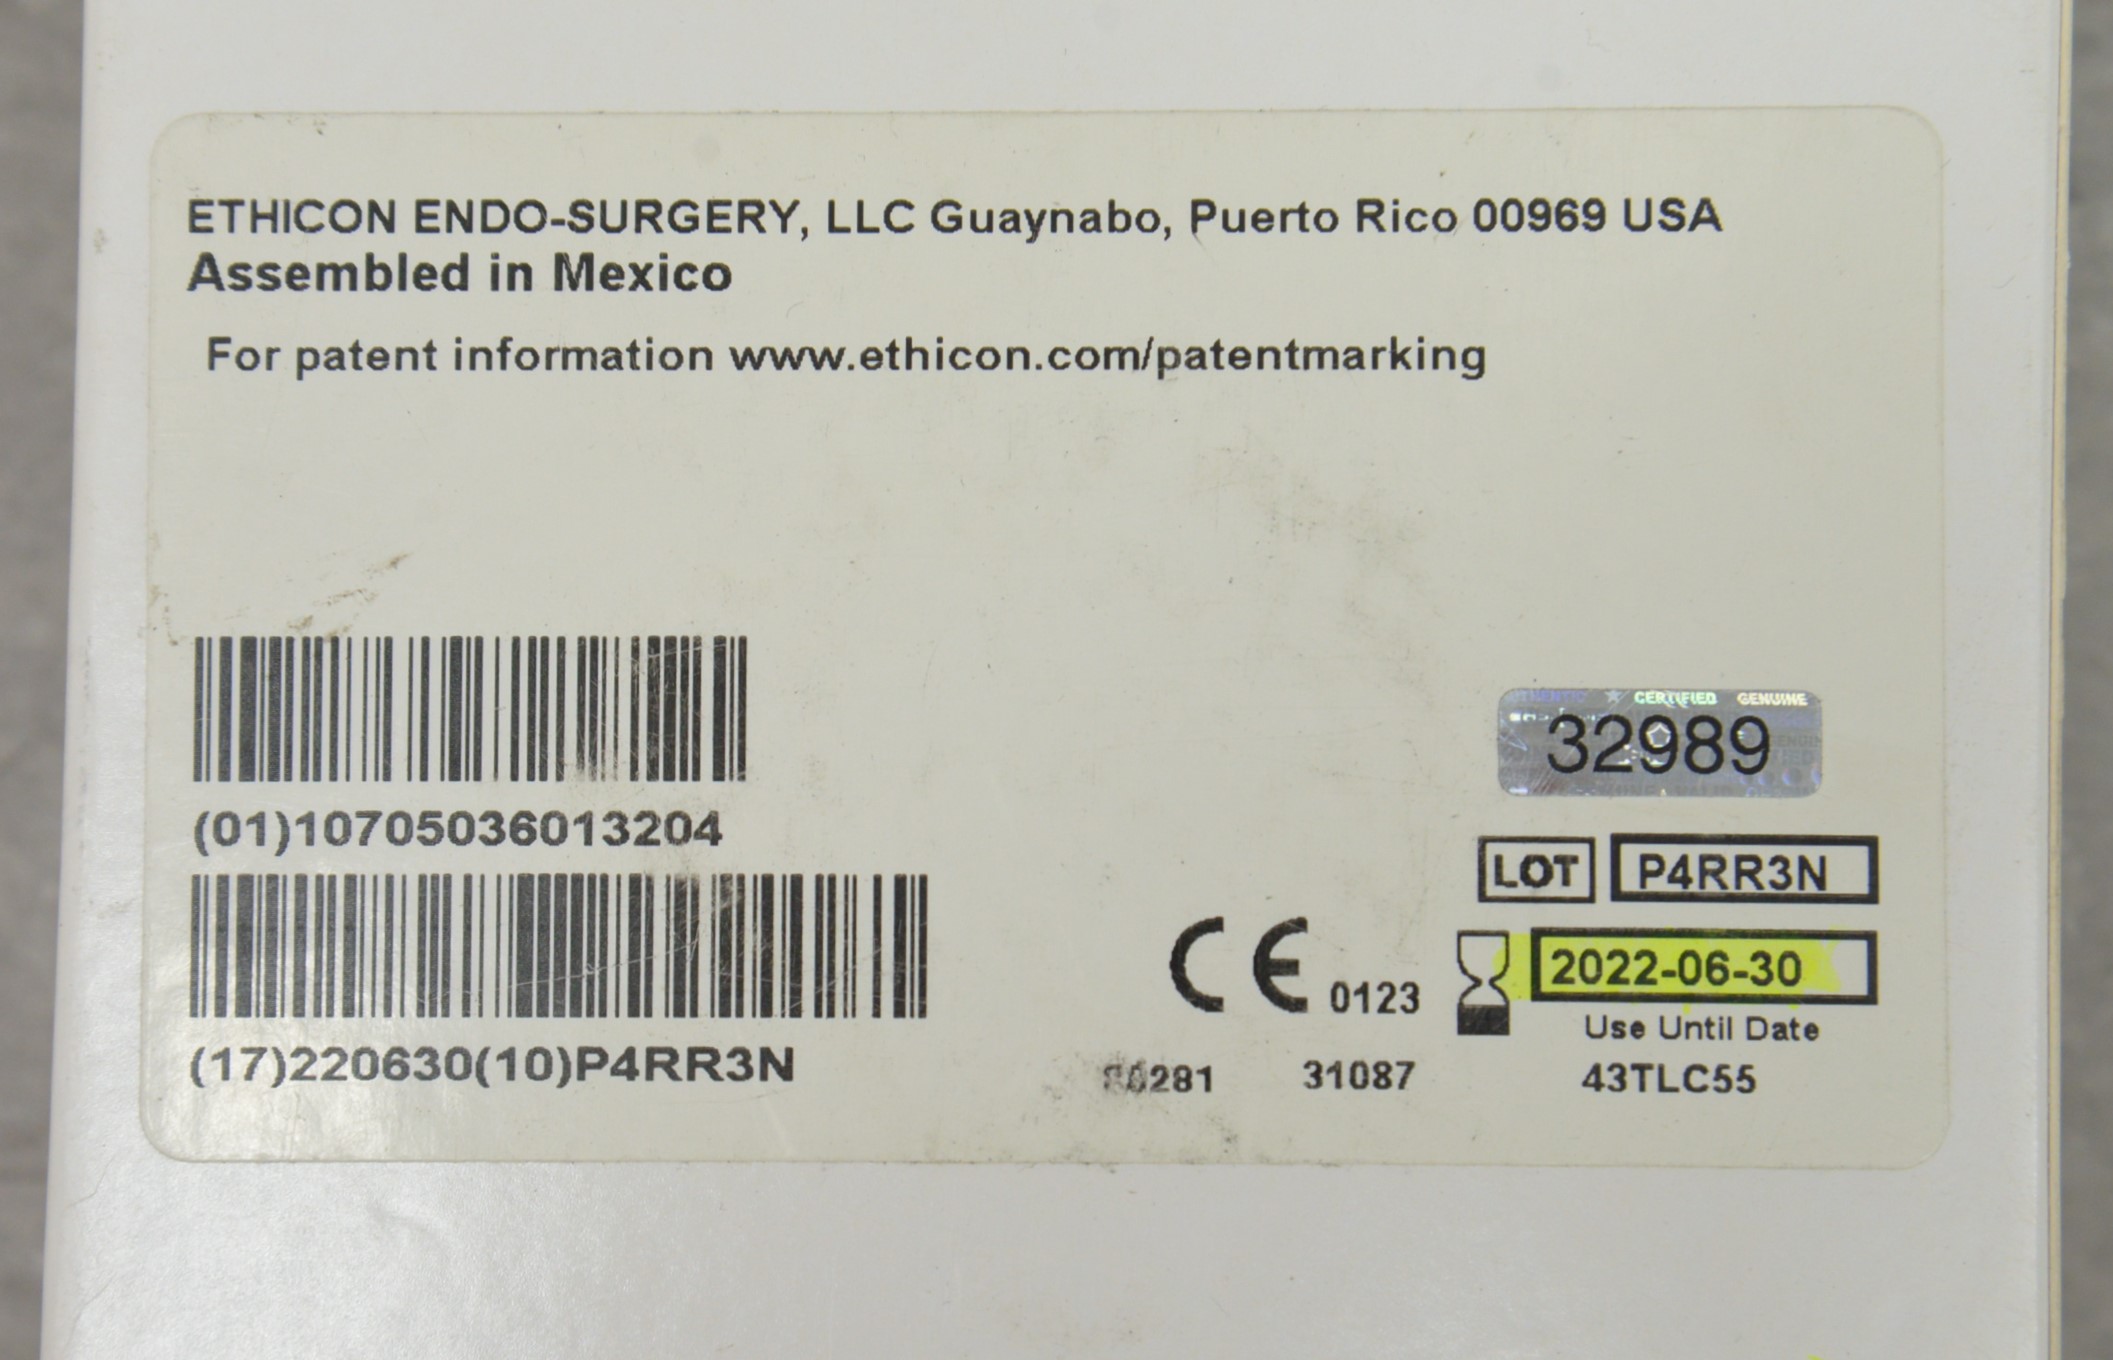 ETHICON ENDO-SURGERY, LLC Guaynabo, Puerto Rico 00969 USA
Assembled in Mexico
For patent information www.ethicon.com/patentmarking
(01)10705036013204
(17)220630(10)P4RR3N
CERTIFIED GENUINE
32989
LOT P4RR3N
2022-06-30
Use Until Date
CE 0123
31087 43TLC55